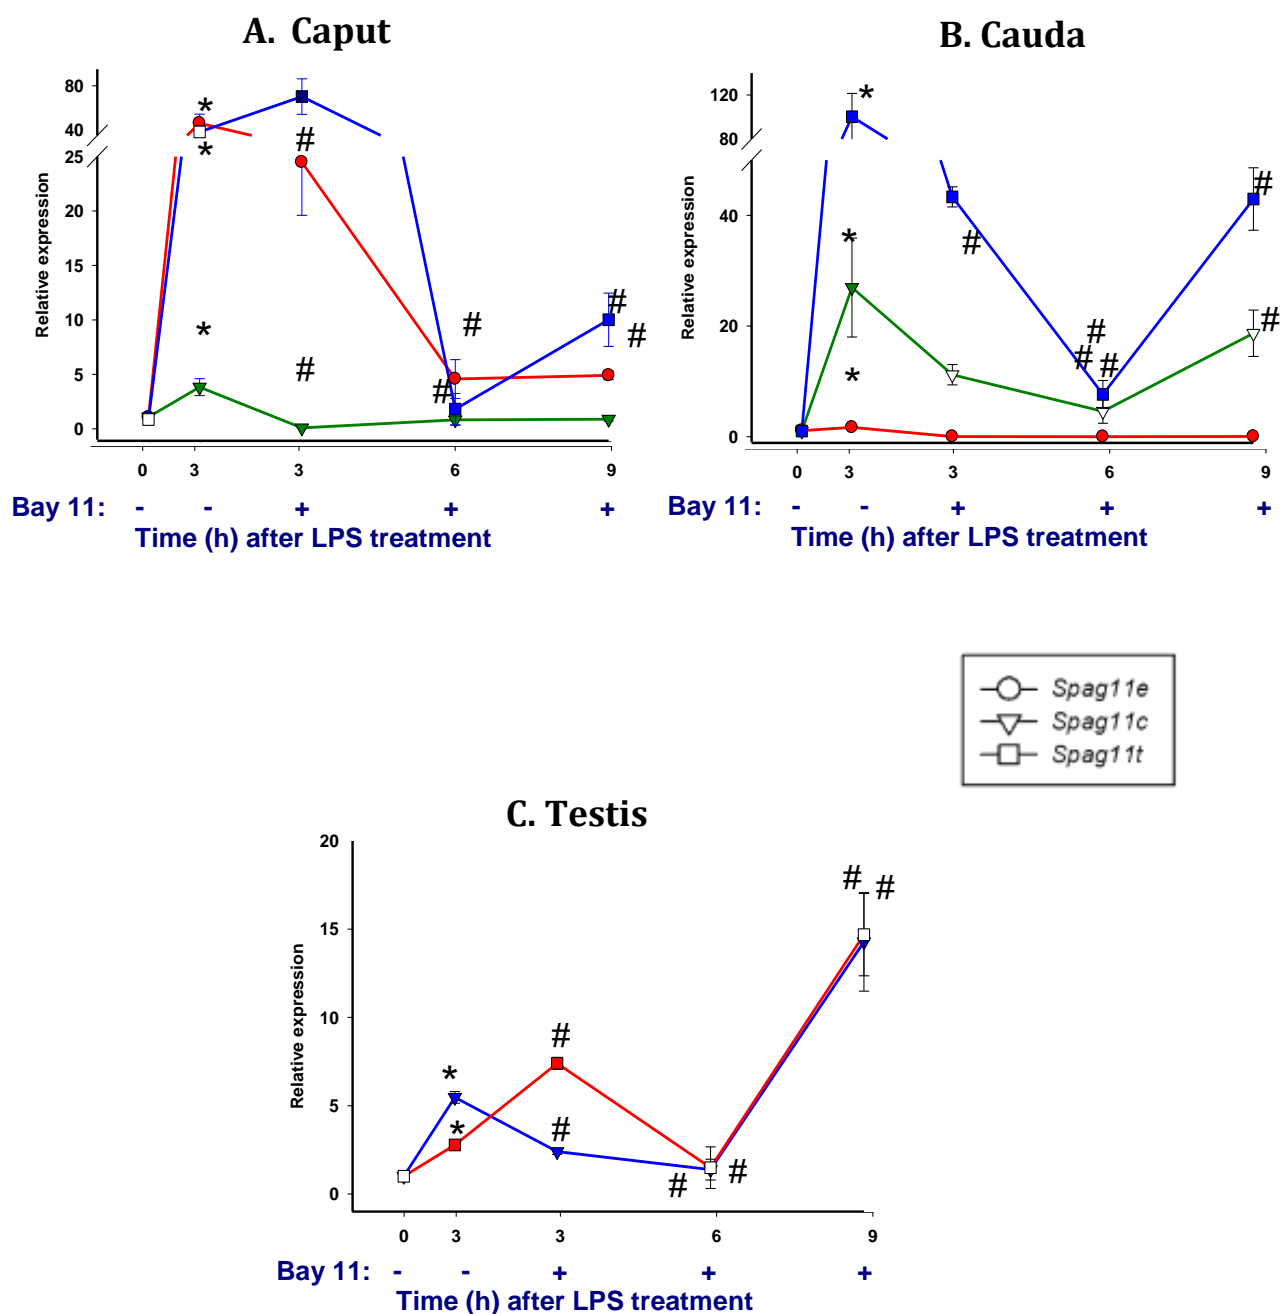 A. Caput
80
40
25
20
15
10
5
0
Relative expression
*
*
*
#
#
#
#
#
#
0 3 3 6 9
Bay 11: - - + + +
Time (h) after LPS treatment
B. Cauda
120
80
40
20
0
Relative expression
*
*
*
#
#
#
#
#
#
0 3 3 6 9
Bay 11: - - + + +
Time (h) after LPS treatment
Spag11e
Spag11c
Spag11t
C. Testis
20
15
10
5
0
Relative expression
*
*
#
#
#
#
# #
0 3 3 6 9
Bay 11: - - + + +
Time (h) after LPS treatment